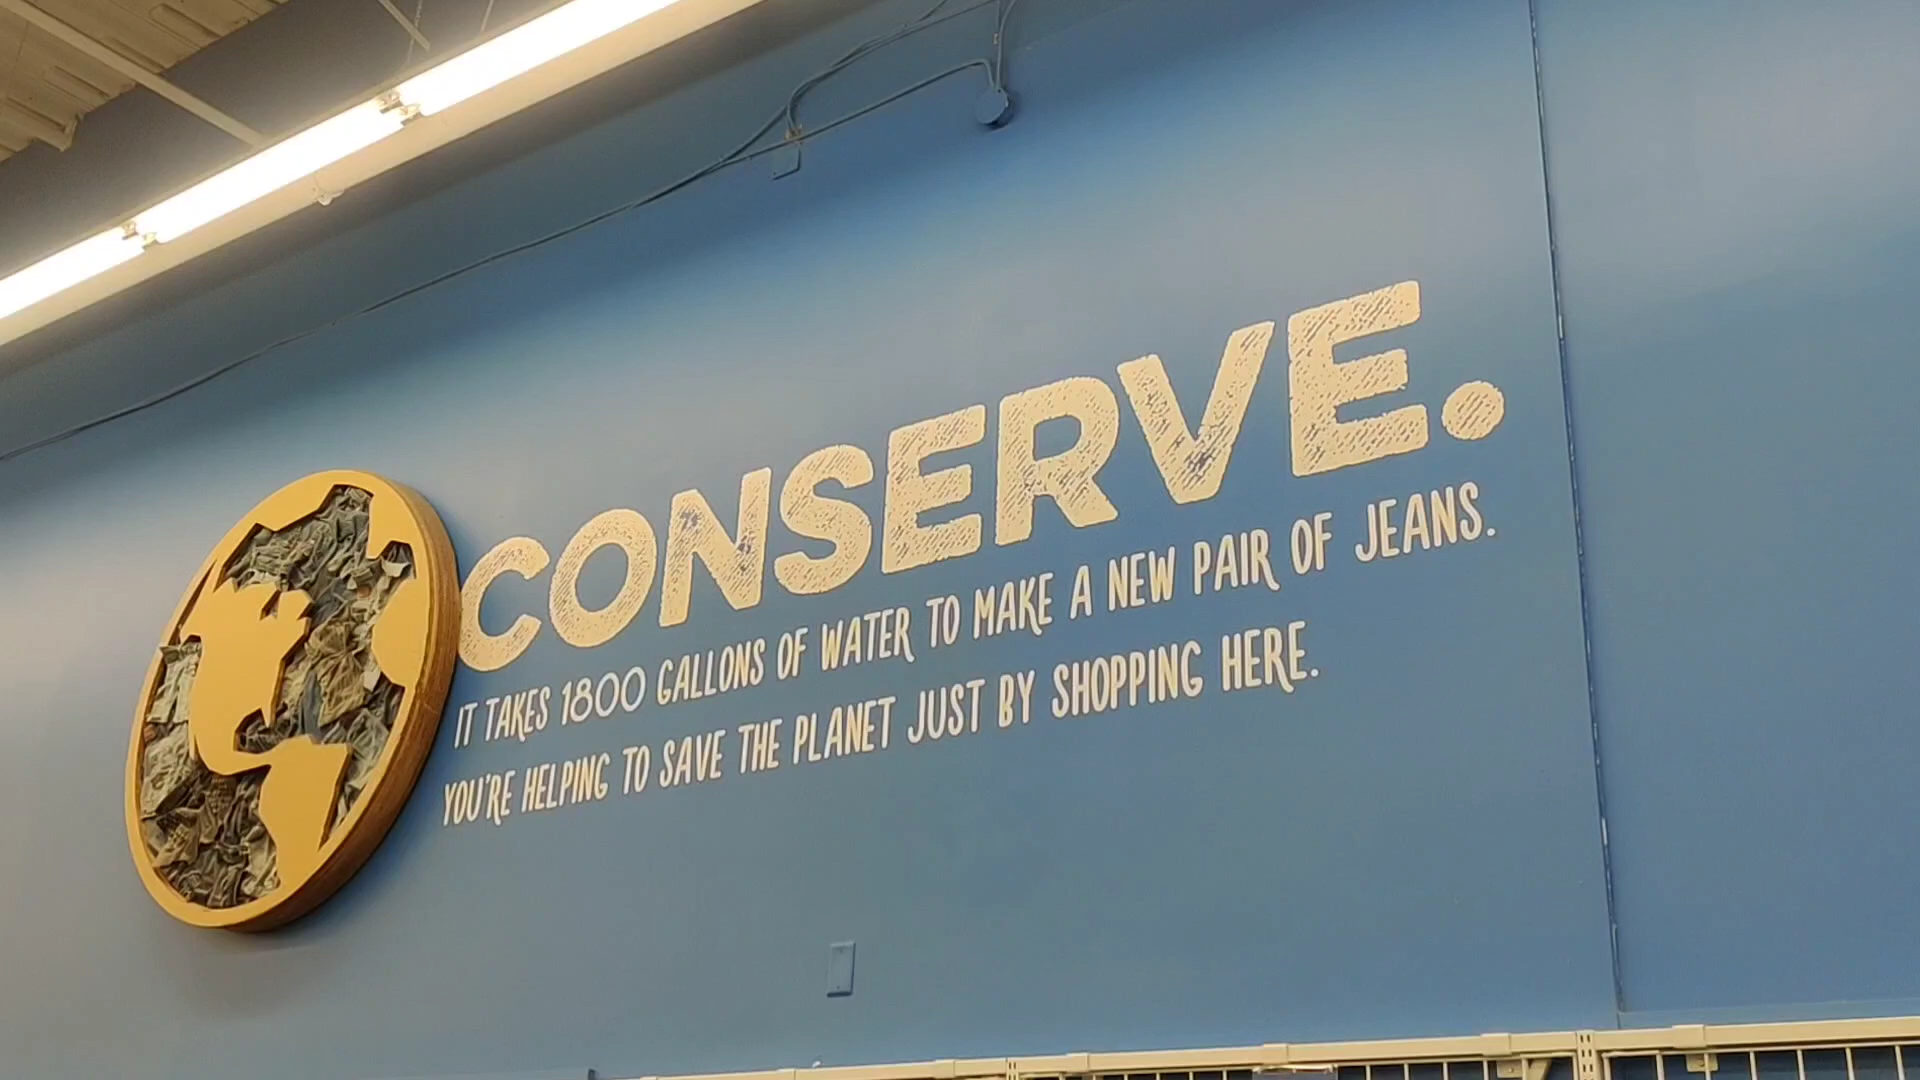 CONSERVE.
IT TAKES 1800 GALLONS OF WATER TO MAKE A NEW PAIR OF JEANS.
YOU'RE HELPING TO SAVE THE PLANET JUST BY SHOPPING HERE.